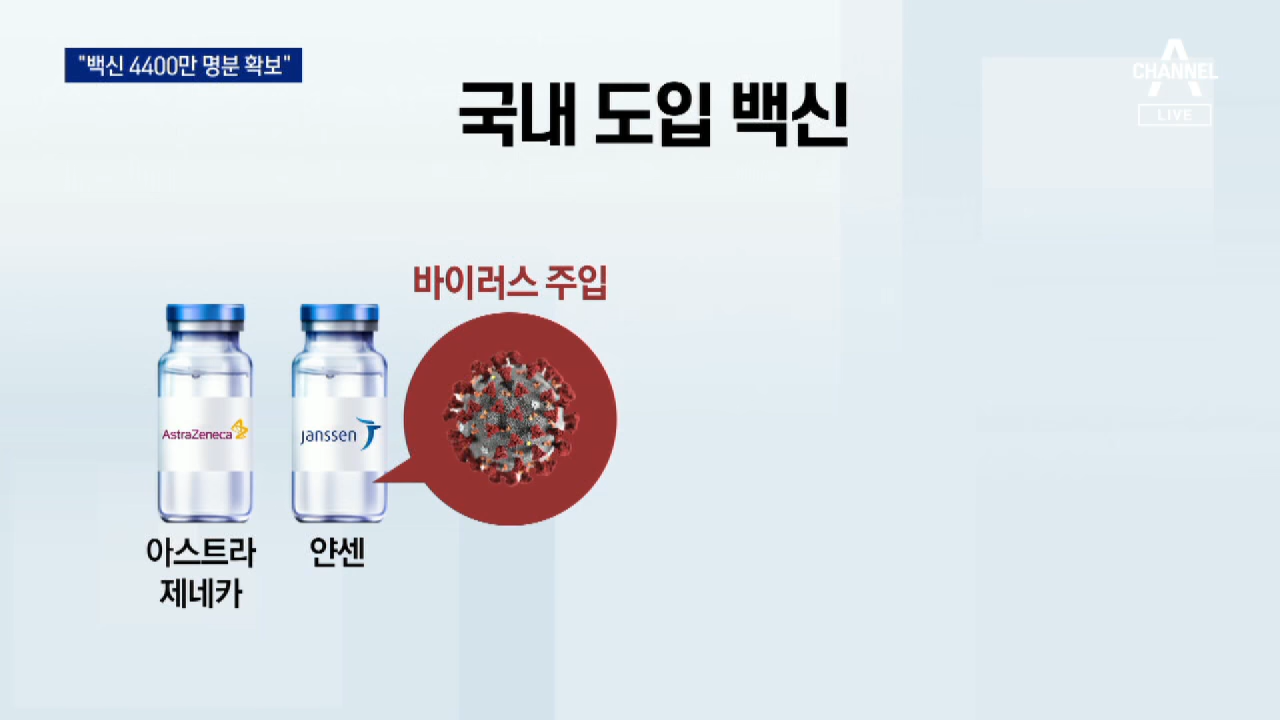 "백신 4400만 명분 확보"
CHANNEL A
LIVE
국내 도입 백신
바이러스 주입
AstraZeneca
janssen
아스트라
제네카
얀센